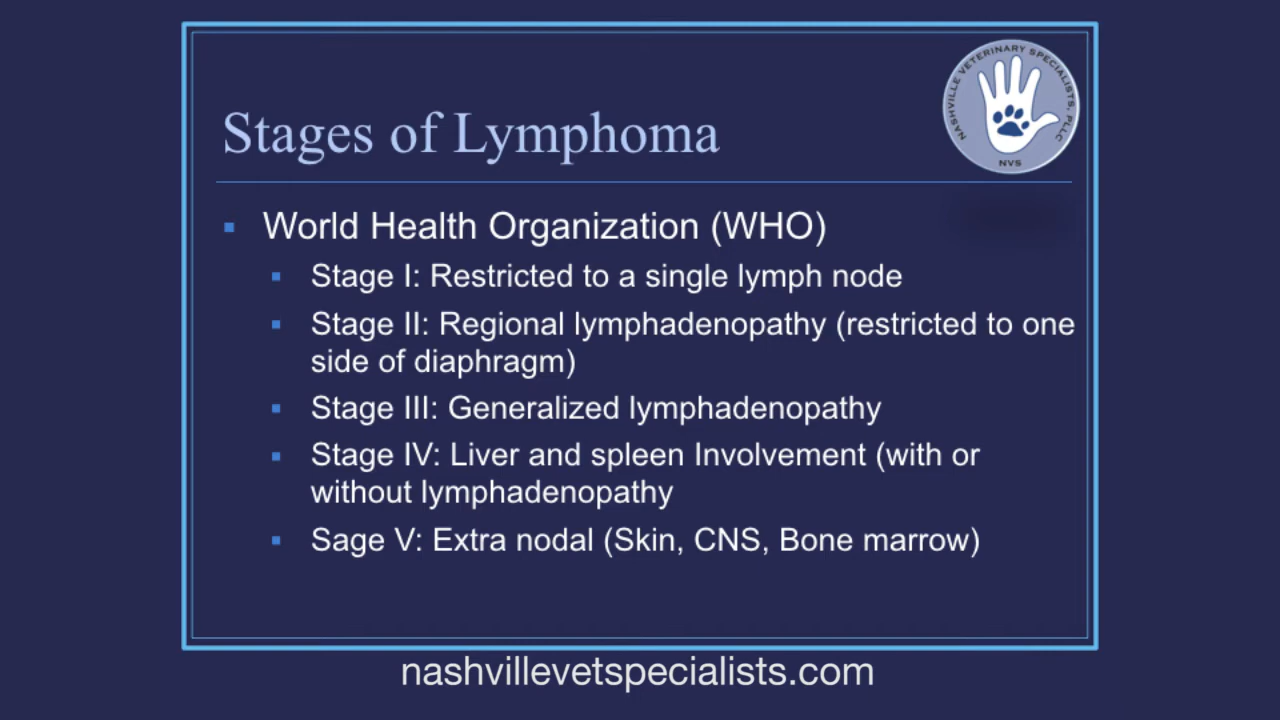 NASHVILLE VETERINARY SPECIALISTS, PLLC
NVS
Stages of Lymphoma
World Health Organization (WHO)
Stage I: Restricted to a single lymph node
Stage II: Regional lymphadenopathy (restricted to one
side of diaphragm)
Stage III: Generalized lymphadenopathy
Stage IV: Liver and spleen Involvement (with or
without lymphadenopathy
Sage V: Extra nodal (Skin, CNS, Bone marrow)
nashvillevetspecialists.com